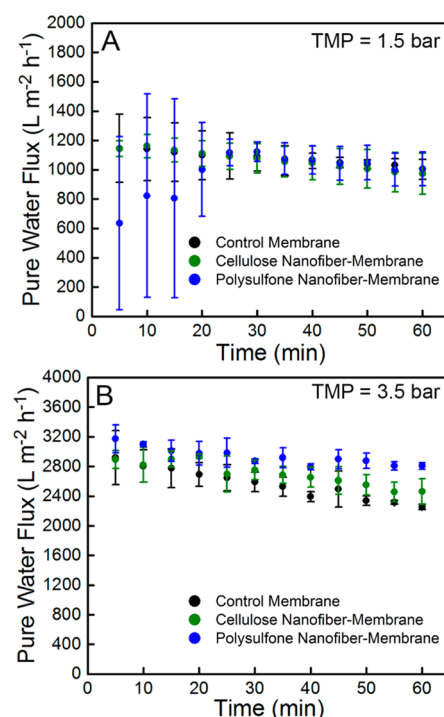 A
TMP = 1.5 bar
Pure Water Flux (L m⁻² h⁻¹)
2000
1800
1600
1400
1200
1000
800
600
400
200
0
Control Membrane
Cellulose Nanofiber-Membrane
Polysulfone Nanofiber-Membrane
0 10 20 30 40 50 60
Time (min)
B
TMP = 3.5 bar
Pure Water Flux (L m⁻² h⁻¹)
4000
3600
3200
2800
2400
2000
1600
1200
800
400
0
Control Membrane
Cellulose Nanofiber-Membrane
Polysulfone Nanofiber-Membrane
0 10 20 30 40 50 60
Time (min)